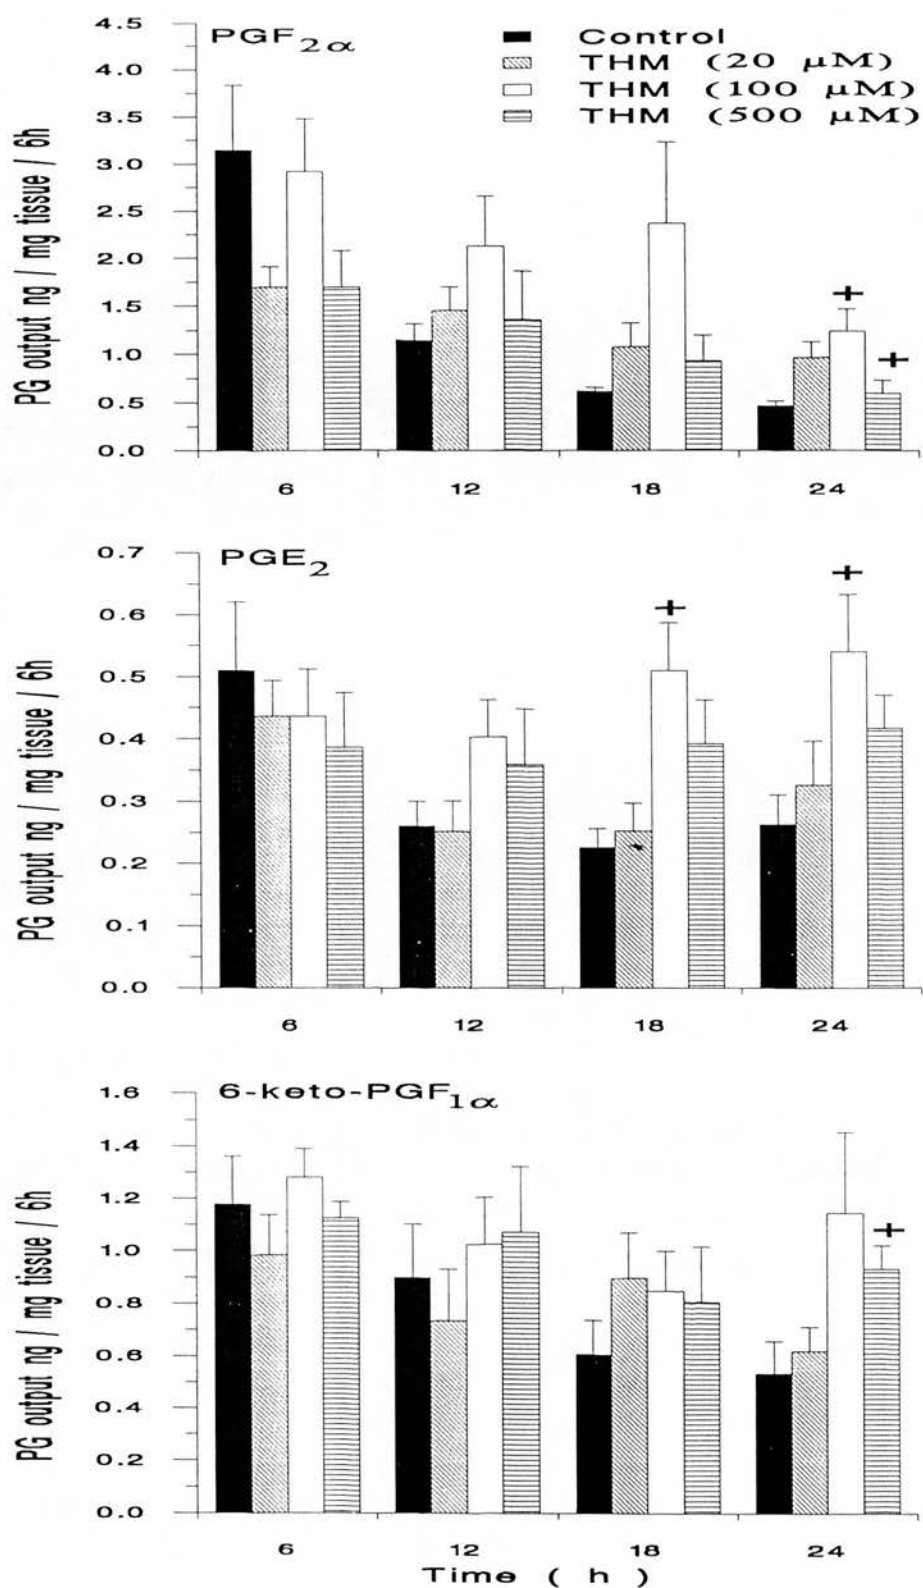 PGF2α
Control
THM (20 μM)
THM (100 μM)
THM (500 μM)
PG output ng / mg tissue / 6h
4.5
4.0
3.5
3.0
2.5
2.0
1.5
1.0
0.5
0.0
+
+
6 12 18 24
PGE2
PG output ng / mg tissue / 6h
0.7
0.6
0.5
0.4
0.3
0.2
0.1
0.0
+
+
6 12 18 24
6-keto-PGF1α
PG output ng / mg tissue / 6h
1.6
1.4
1.2
1.0
0.8
0.6
0.4
0.2
0.0
+
6 12 18 24
Time ( h )